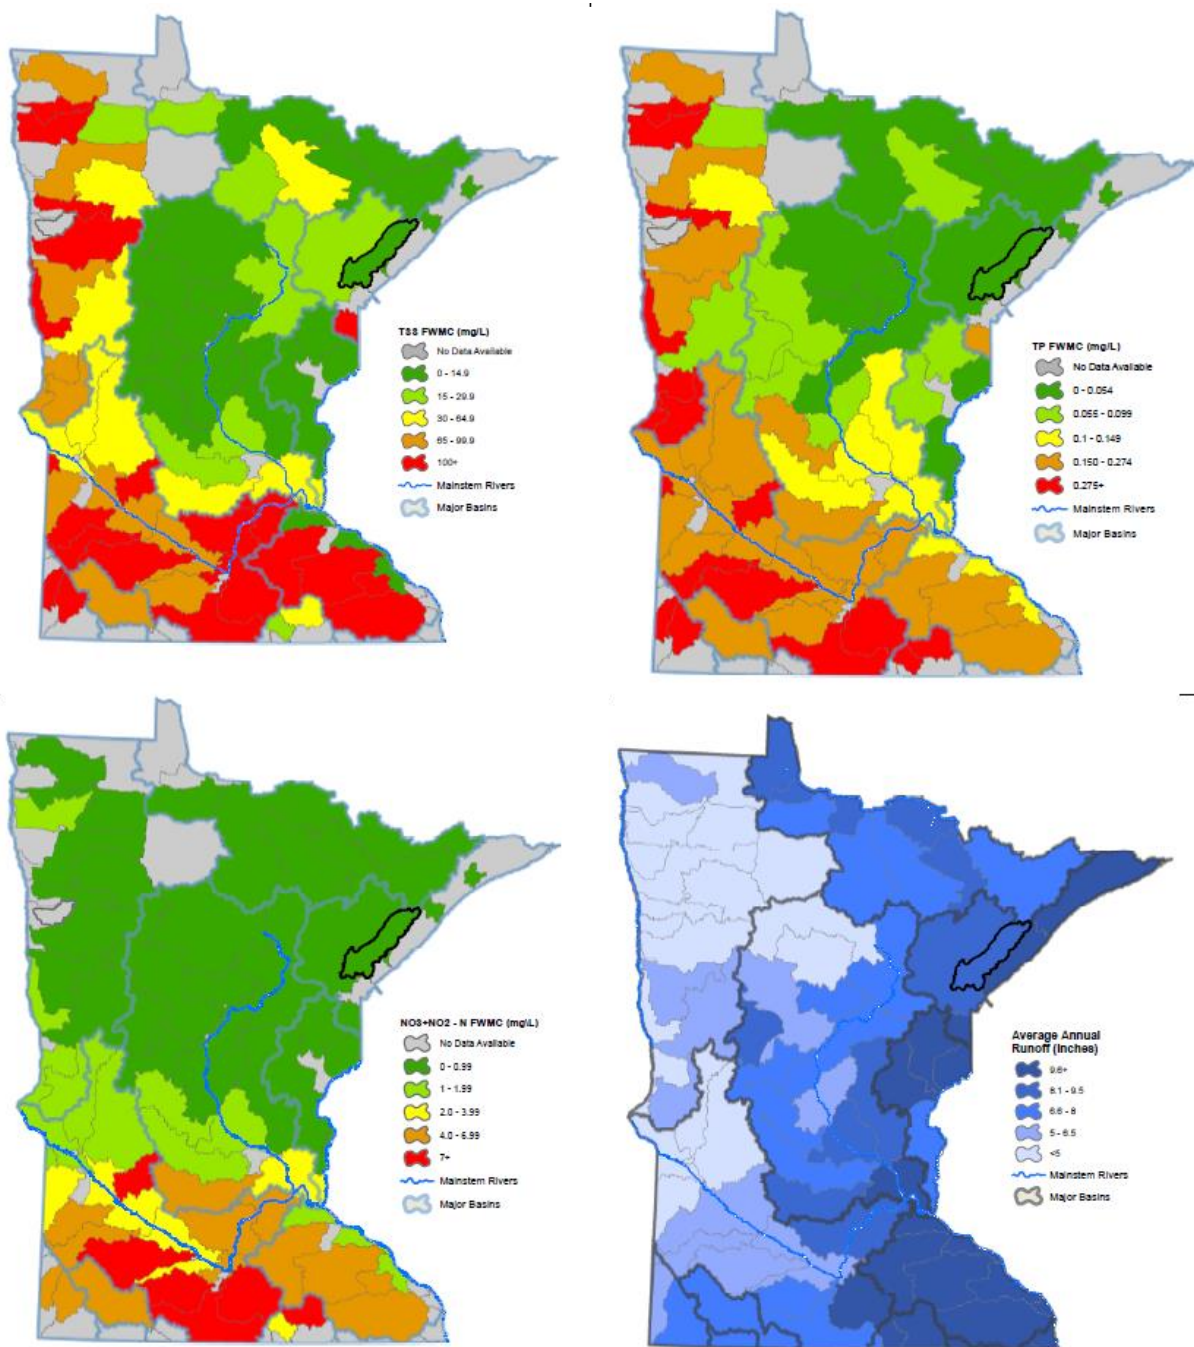 TSS FWMC (mg/L)
No Data Available
0 - 14.9
15 - 29.9
30 - 64.9
65 - 99.9
100+
Mainstem Rivers
Major Basins
TP FWMC (mg/L)
No Data Available
0 - 0.054
0.055 - 0.099
0.1 - 0.149
0.150 - 0.274
0.275+
Mainstem Rivers
Major Basins
NO3+NO2 - N FWMC (mg\L)
No Data Available
0 - 0.99
1 - 1.99
2.0 - 3.99
4.0 - 6.99
7+
Mainstem Rivers
Major Basins
Average Annual
Runoff (Inches)
9.6+
8.1 - 9.5
6.6 - 8
5 - 6.5
<5
Mainstem Rivers
Major Basins